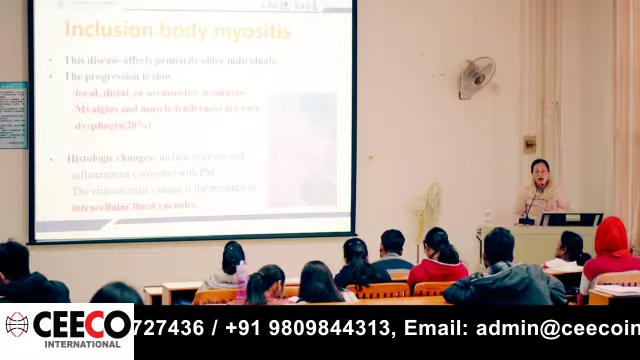 Inclusion body myositis
• This disease affects primarily older individuals.
• The progression is slow
-focal, distal, or asymmetric weakness
-Myalgias and muscle tenderness are rare
-dysphagia(20%)
• Histologic changes: include necrosis and
inflammation consistent with PM.
The characteristic change is the presence of
intracellular lined vacuoles.
CEECO
INTERNATIONAL
727436 / +91 9809844313, Email: admin@ceecoin